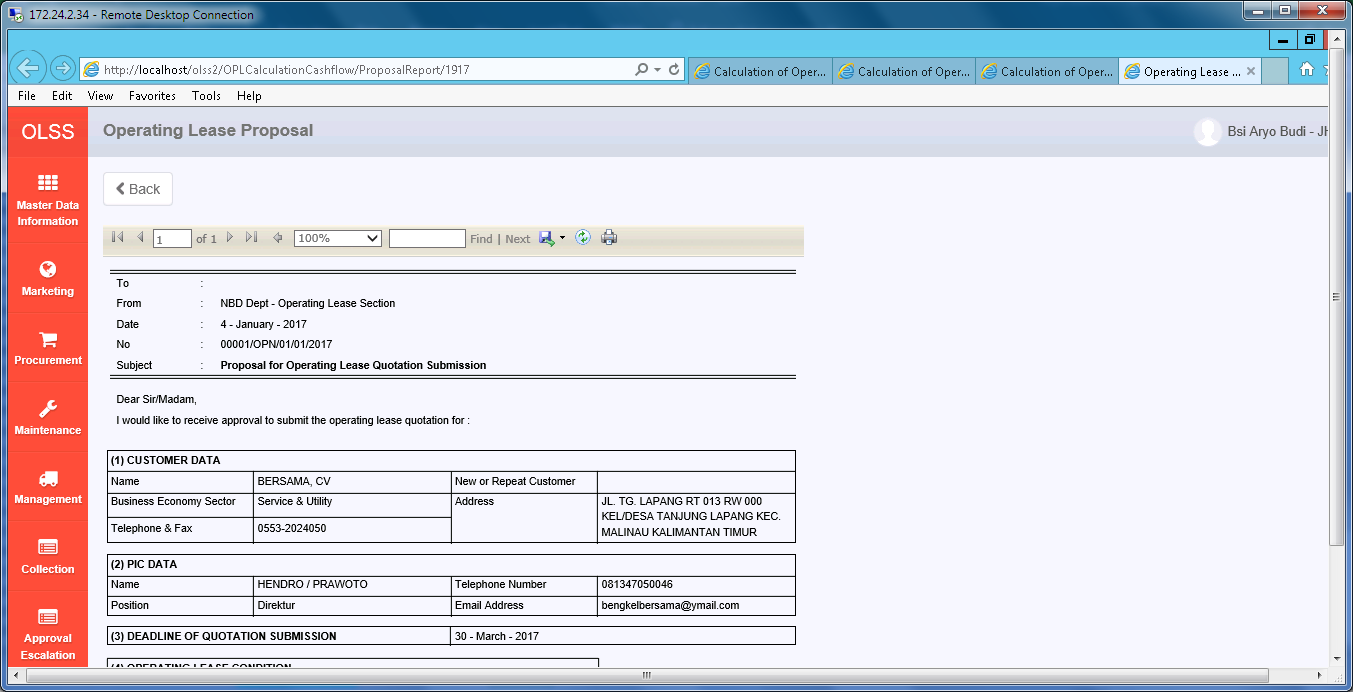 172.24.2.34 - Remote Desktop Connection
http://localhost/olss2/OPLCalculationCashflow/ProposalReport/1917
Calculation of Oper...
Calculation of Oper...
Calculation of Oper...
Operating Lease ...
File Edit View Favorites Tools Help
OLSS
Operating Lease Proposal
Bsi Aryo Budi - JH
Back
Master Data
Information
Marketing
Procurement
Maintenance
Management
Collection
Approval
Escalation
1 of 1 100% Find | Next
To :
From : NBD Dept - Operating Lease Section
Date : 4 - January - 2017
No : 00001/OPN/01/01/2017
Subject : Proposal for Operating Lease Quotation Submission
Dear Sir/Madam,
I would like to receive approval to submit the operating lease quotation for :
(1) CUSTOMER DATA
Name BERSAMA, CV New or Repeat Customer
Business Economy Sector Service & Utility Address JL. TG. LAPANG RT 013 RW 000
KEL/DESA TANJUNG LAPANG KEC.
MALINAU KALIMANTAN TIMUR
Telephone & Fax 0553-2024050
(2) PIC DATA
Name HENDRO / PRAWOTO Telephone Number 081347050046
Position Direktur Email Address bengkelbersama@ymail.com
(3) DEADLINE OF QUOTATION SUBMISSION 30 - March - 2017
(4) OPERATING LEASE CONDITION